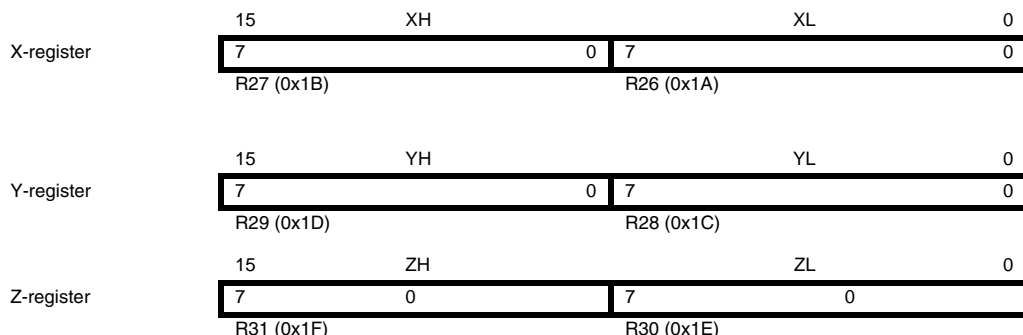 15 XH XL 0
X-register 7 0 7 0
R27 (0x1B) R26 (0x1A)
15 YH YL 0
Y-register 7 0 7 0
R29 (0x1D) R28 (0x1C)
15 ZH ZL 0
Z-register 7 0 7 0
R31 (0x1F) R30 (0x1E)